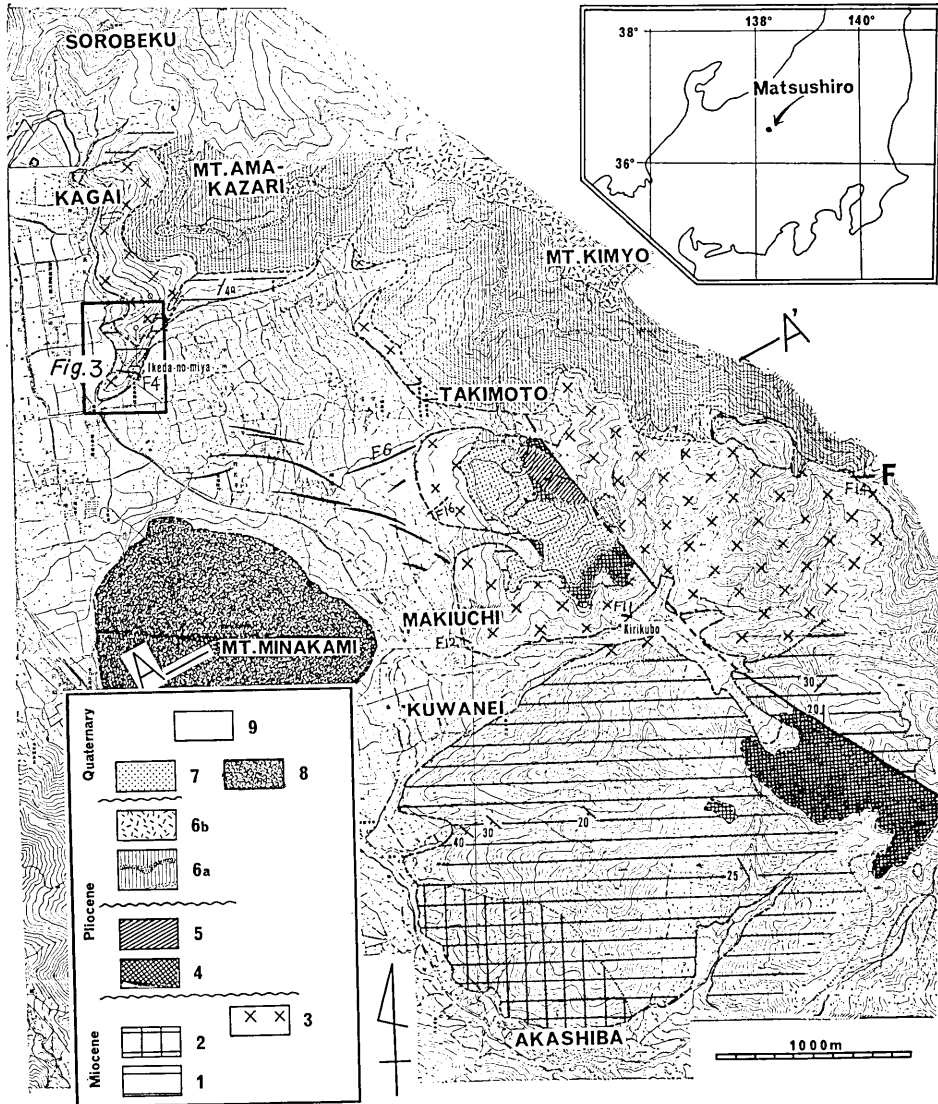 SOROBEKU
MT. AMA-
KAZARI
KAGAI
MT. KIMYO
138°
140°
38°
Matsushiro
36°
A'
40
Fig. 3
Ikeda-no-miya
F4
TAKIMOTO
F6
F
F14
F16
MAKIUCHI
F11
Kirikubo
F12
A
MT. MINAKAMI
KUWANEI
30
20
30
20
40
25
AKASHIBA
1000m
Quaternary
9
7
8
Pliocene
6b
6a
5
4
Miocene
3
2
1